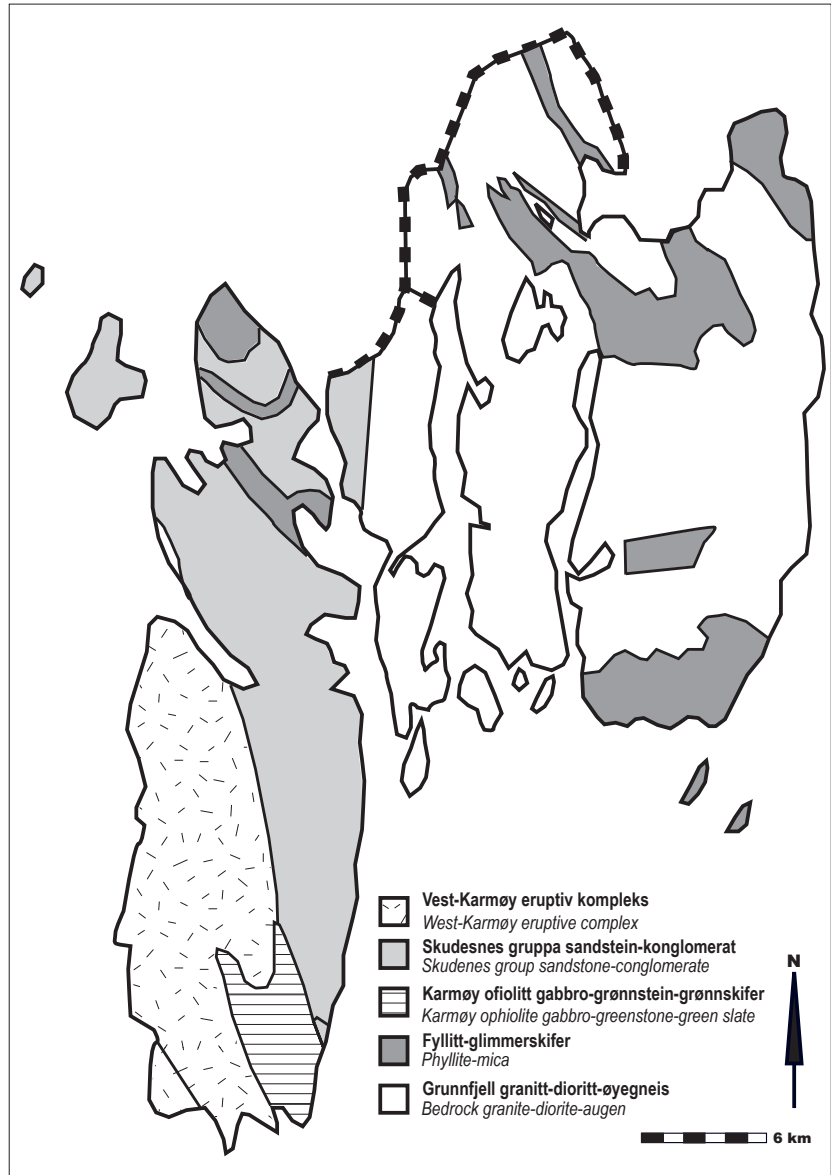 Vest-Karmøy eruptiv kompleks
West-Karmøy eruptive complex
Skudesnes gruppa sandstein-konglomerat
Skudenes group sandstone-conglomerate
Karmøy ofiolitt gabbro-grønnstein-grønnskifer
Karmøy ophiolite gabbro-greenstone-green slate
Fyllitt-glimmerskifer
Phyllite-mica
Grunnfjell granitt-dioritt-øyegneis
Bedrock granite-diorite-augen
N
6 km